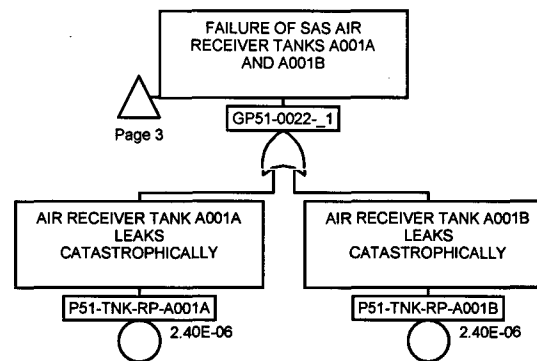 FAILURE OF SAS AIR
RECEIVER TANKS A001A
AND A001B
Page 3
GP51-0022-_1
AIR RECEIVER TANK A001A
LEAKS
CATASTROPHICALLY
AIR RECEIVER TANK A001B
LEAKS
CATASTROPHICALLY
P51-TNK-RP-A001A
P51-TNK-RP-A001B
2.40E-06
2.40E-06